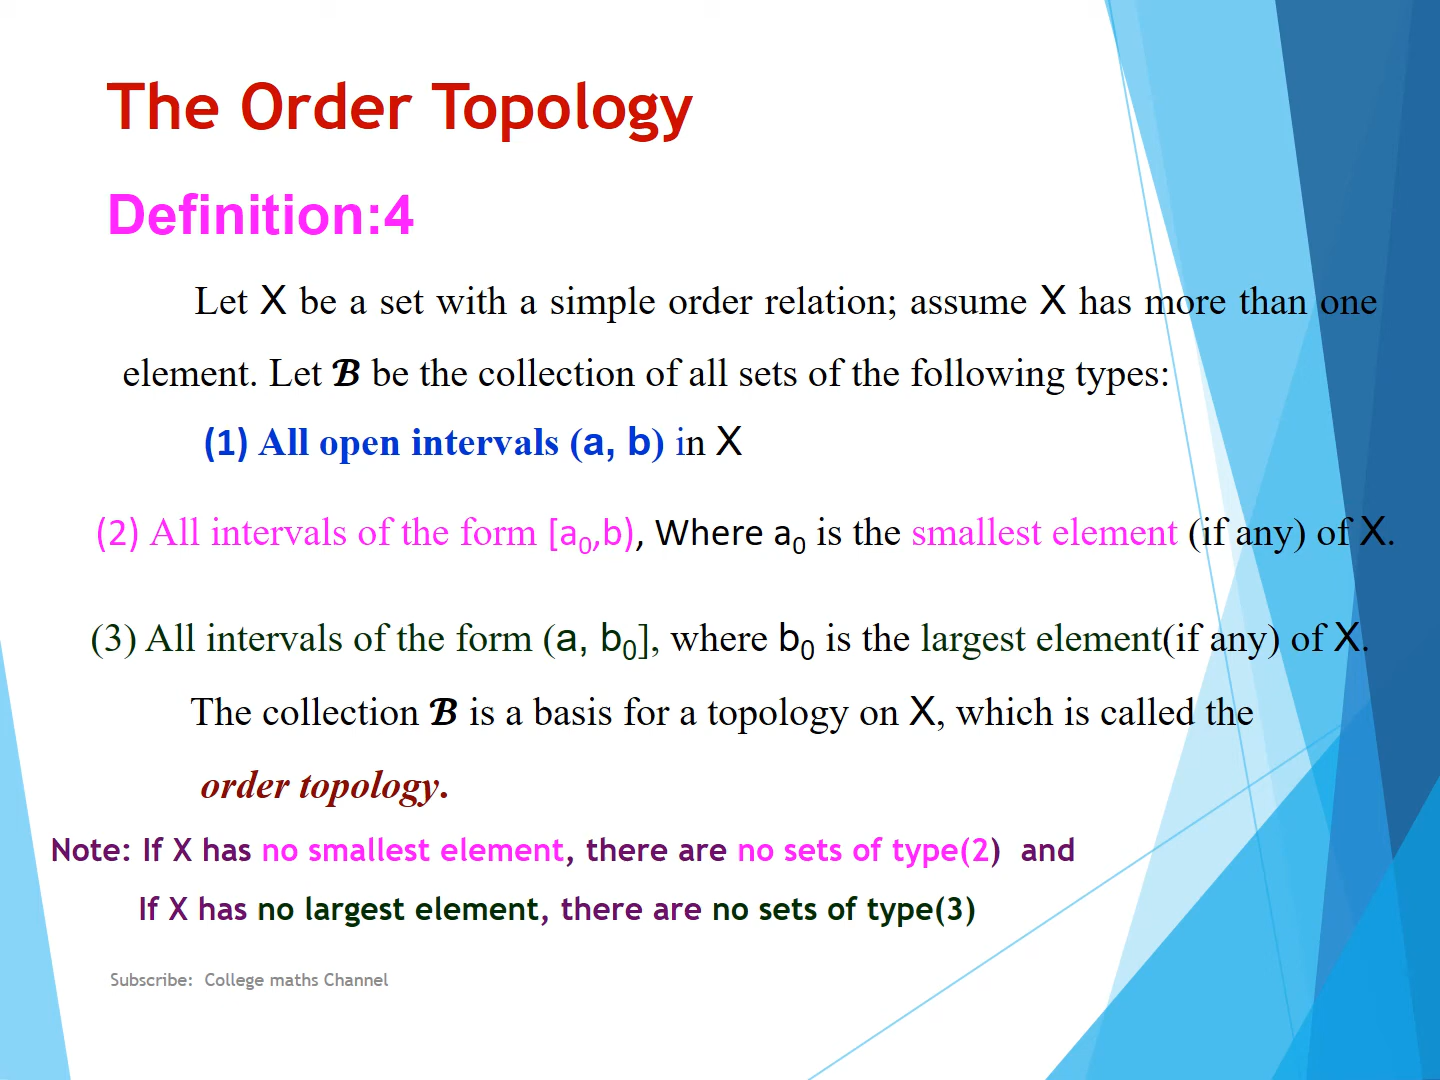 The Order Topology
Definition:4
Let X be a set with a simple order relation; assume X has more than one
element. Let ℬ be the collection of all sets of the following types:
(1) All open intervals (a, b) in X
(2) All intervals of the form [a₀,b), Where a₀ is the smallest element (if any) of X.
(3) All intervals of the form (a, b₀], where b₀ is the largest element(if any) of X.
The collection ℬ is a basis for a topology on X, which is called the
order topology.
Note: If X has no smallest element, there are no sets of type(2) and
If X has no largest element, there are no sets of type(3)
Subscribe: College maths Channel